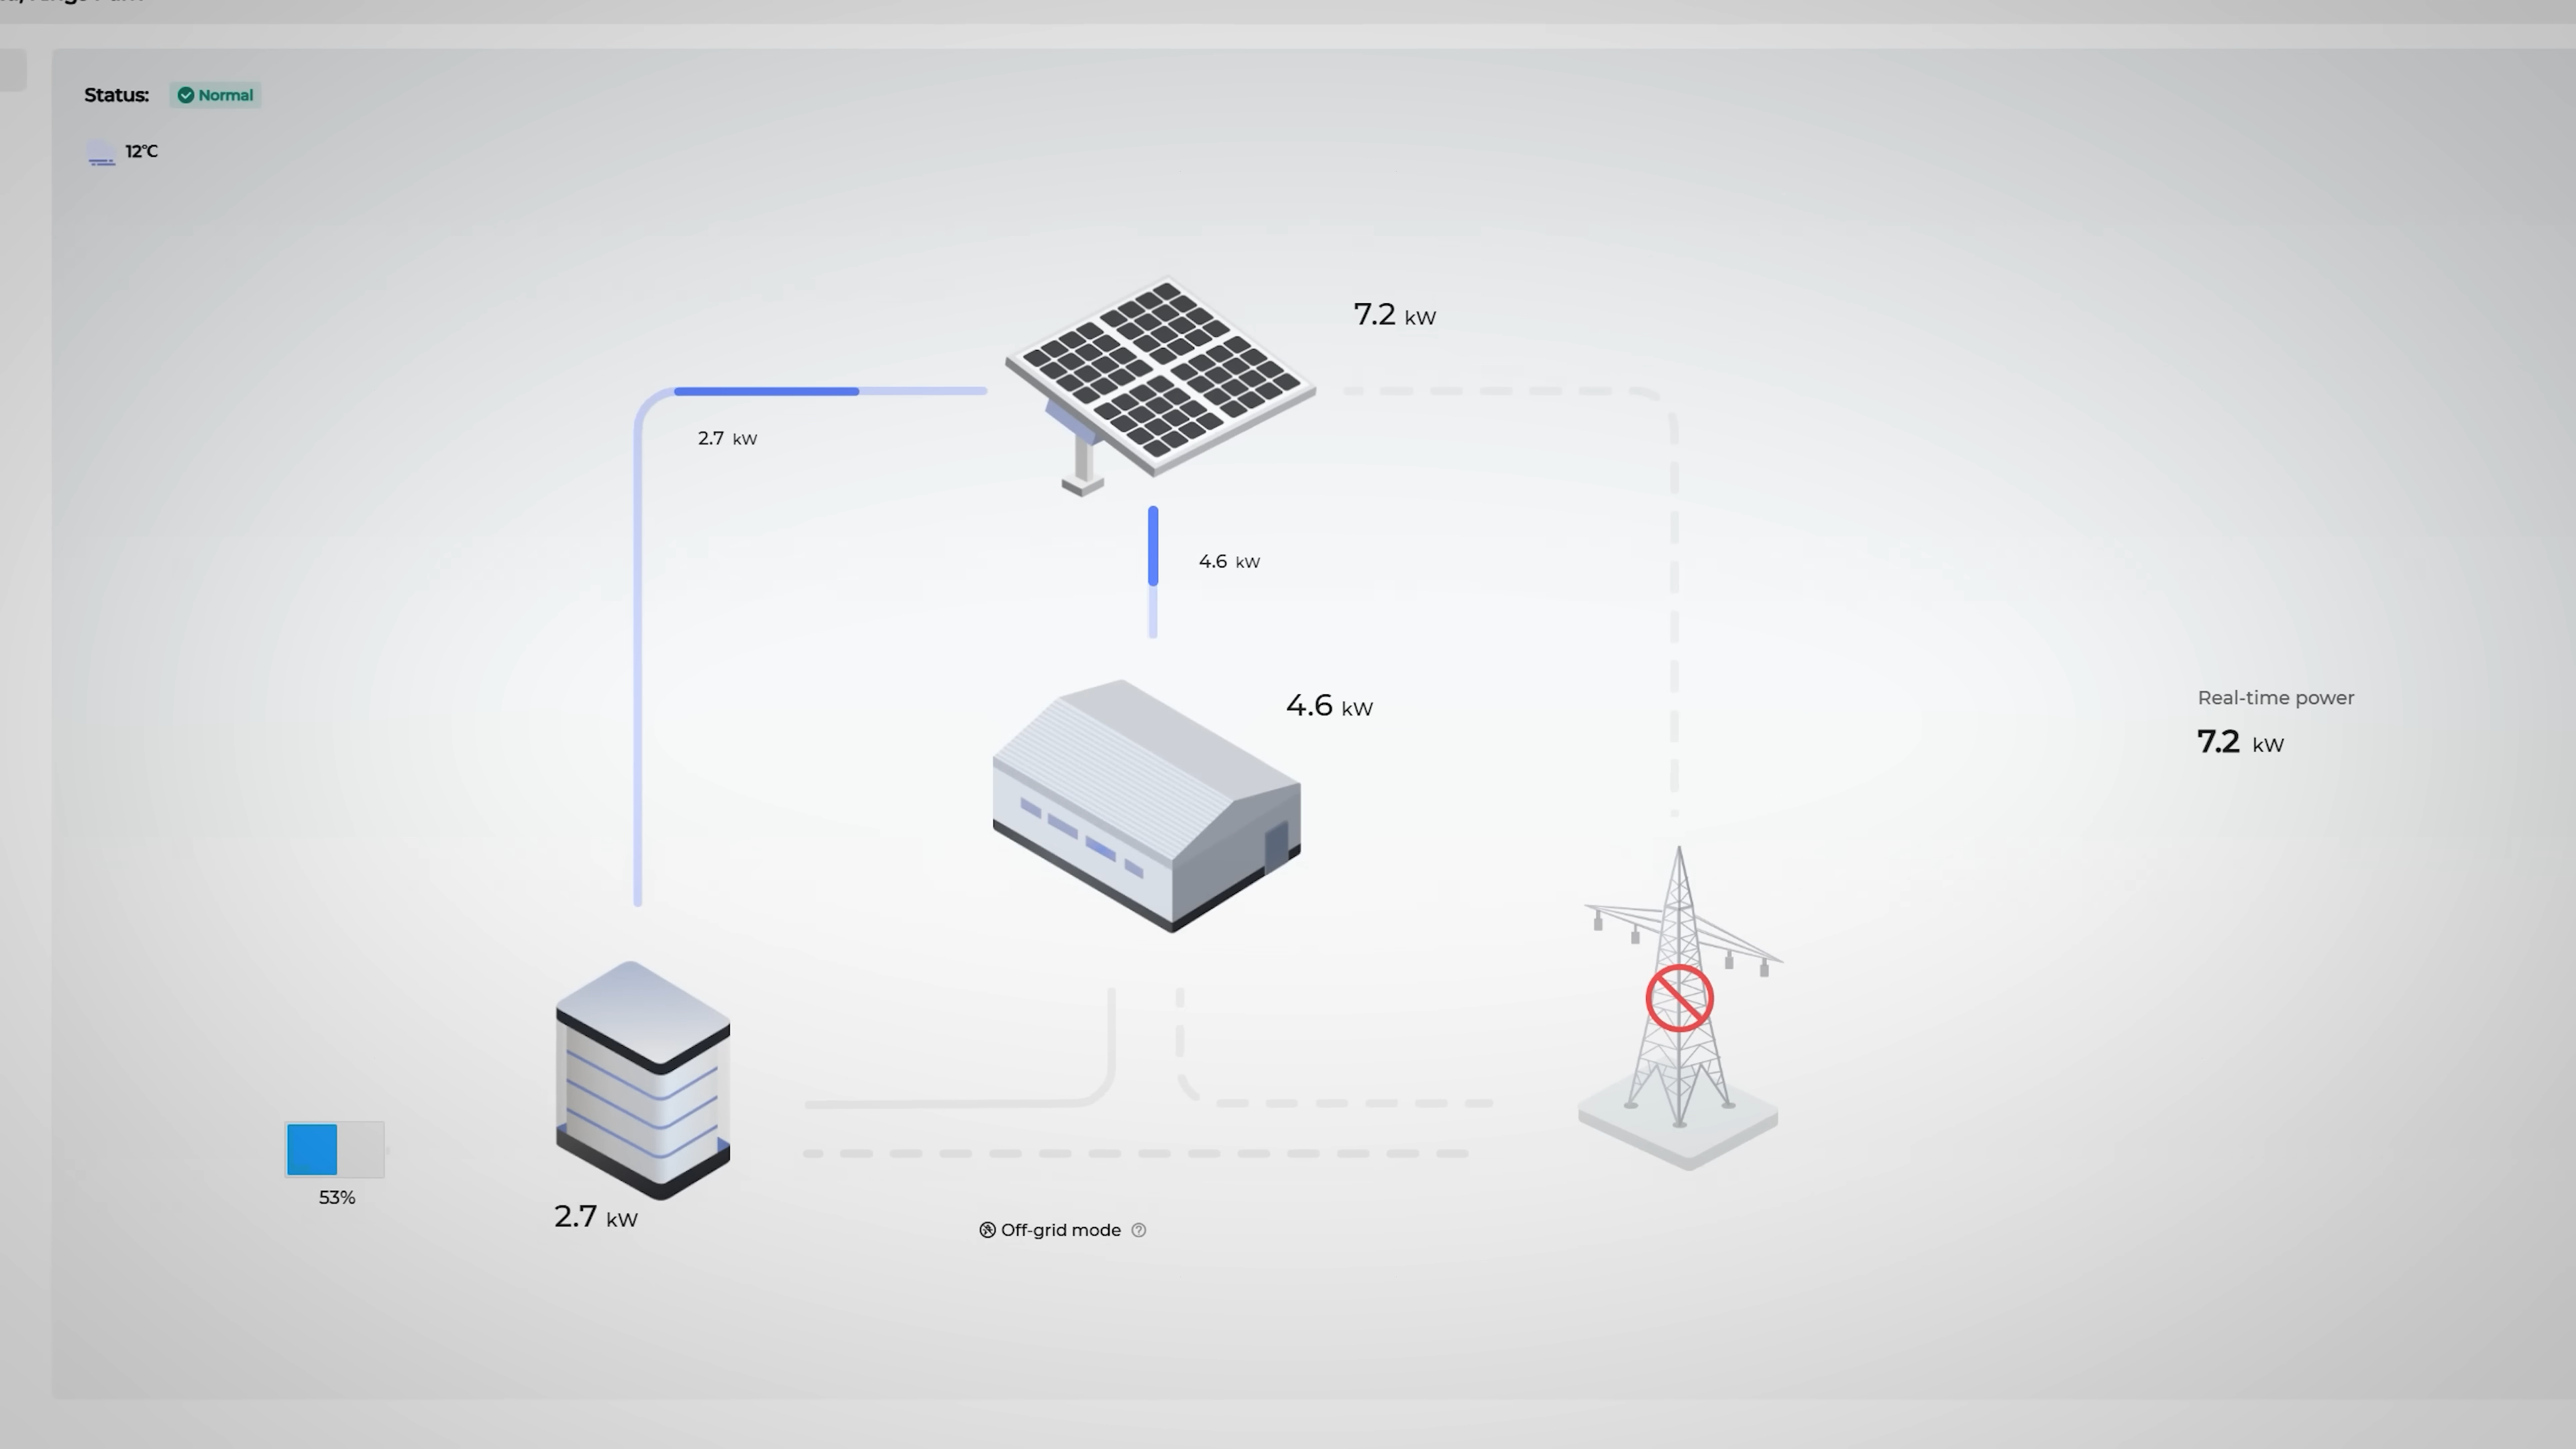 Status: Normal
12°C
7.2 kW
2.7 kW
4.6 kW
4.6 kW
Real-time power
7.2 kW
53%
2.7 kW
Off-grid mode